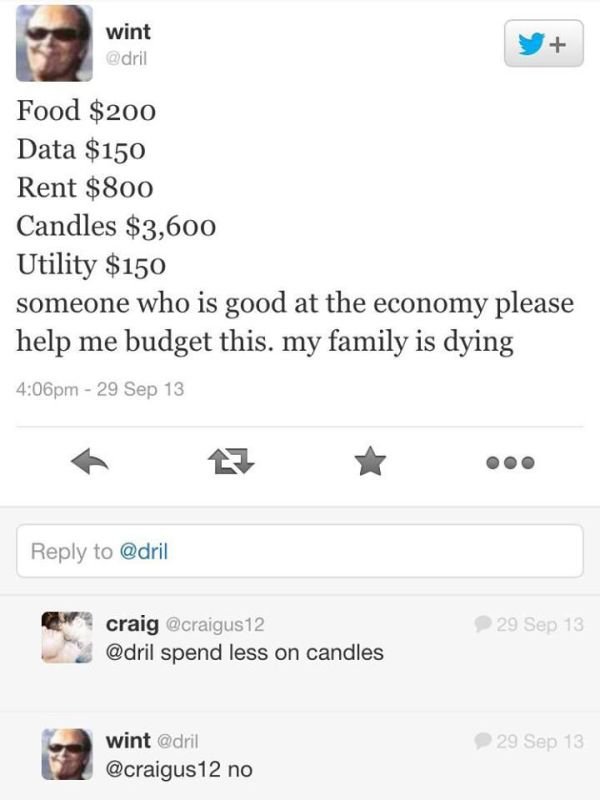 wint
@dril
Food $200
Data $150
Rent $800
Candles $3,600
Utility $150
someone who is good at the economy please
help me budget this. my family is dying
4:06pm - 29 Sep 13
Reply to @dril
craig @craigus12 29 Sep 13
@dril spend less on candles
wint @dril 29 Sep 13
@craigus12 no